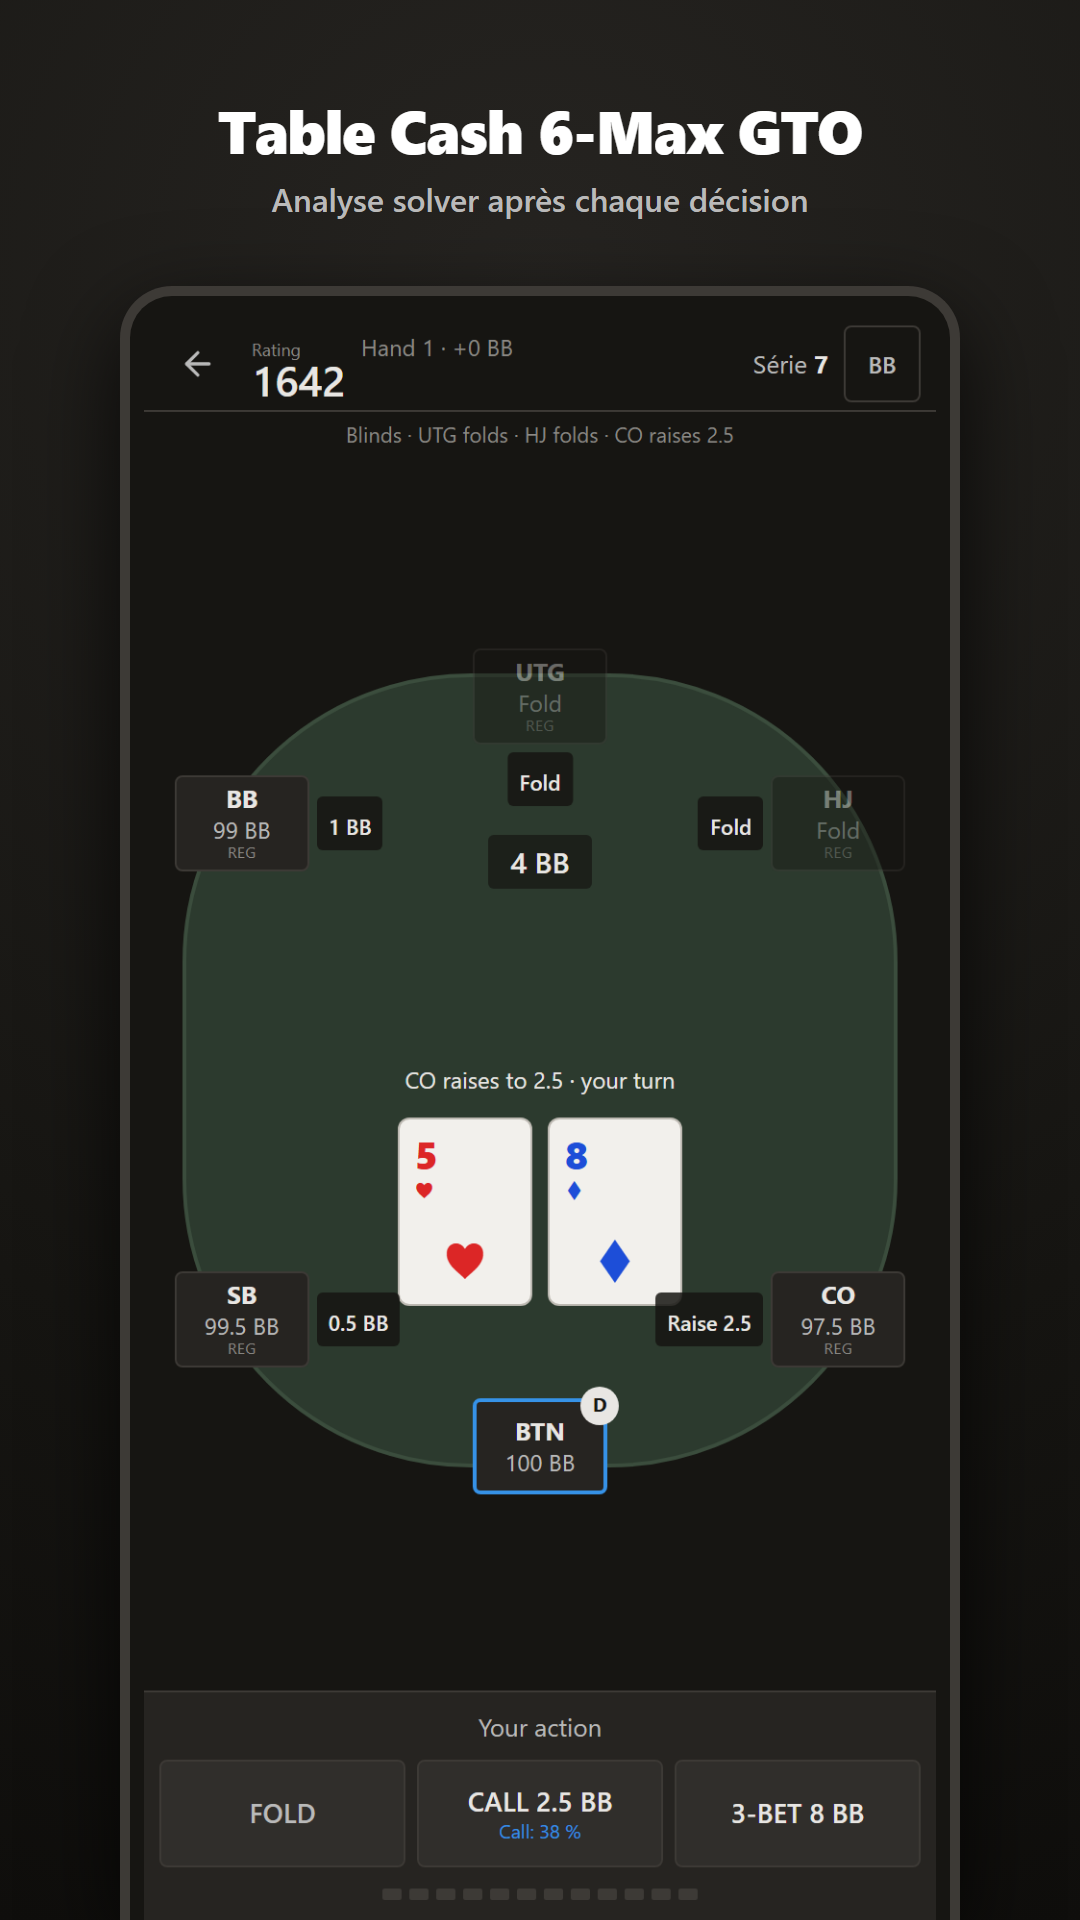 Table Cash 6-Max GTO
Analyse solver après chaque décision
Rating
1642
Hand 1 · +0 BB
Série 7
BB
Blinds · UTG folds · HJ folds · CO raises 2.5
UTG
Fold
REG
Fold
BB
99 BB
REG
1 BB
4 BB
Fold
HJ
Fold
REG
CO raises to 2.5 · your turn
5
8
SB
99.5 BB
REG
0.5 BB
Raise 2.5
CO
97.5 BB
REG
D
BTN
100 BB
Your action
FOLD
CALL 2.5 BB
Call: 38 %
3-BET 8 BB